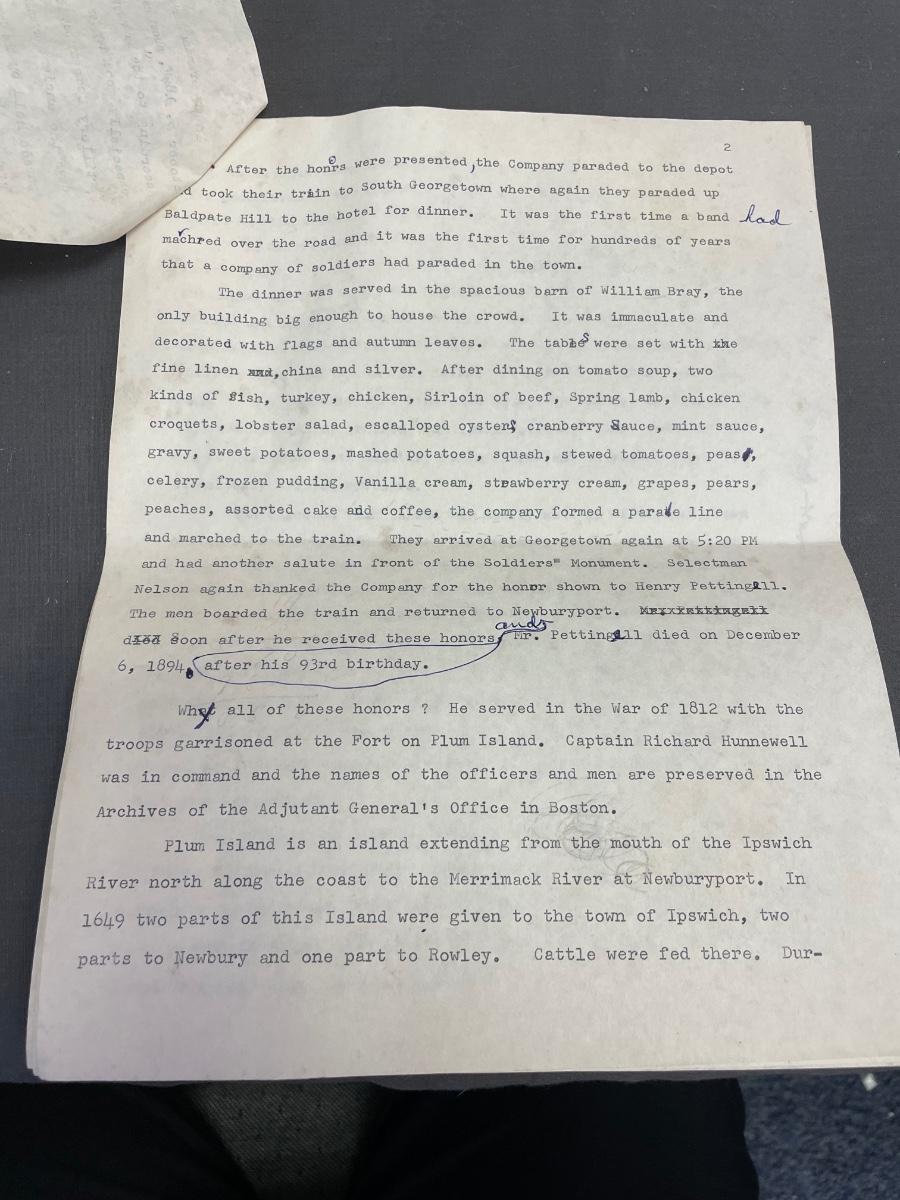 2
After the honrs were presented, the Company paraded to the depot
d took their train to South Georgetown where again they paraded up
Baldpate Hill to the hotel for dinner. It was the first time a band had
machred over the road and it was the first time for hundreds of years
that a company of soldiers had paraded in the town.
The dinner was served in the spacious barn of William Bray, the
only building big enough to house the crowd. It was immaculate and
decorated with flags and autumn leaves. The tables were set with the
fine linen and, china and silver. After dining on tomato soup, two
kinds of fish, turkey, chicken, Sirloin of beef, Spring lamb, chicken
croquets, lobster salad, escalloped oysters, cranberry Sauce, mint sauce,
gravy, sweet potatoes, mashed potatoes, squash, stewed tomatoes, peas,
celery, frozen pudding, Vanilla cream, strawberry cream, grapes, pears,
peaches, assorted cake and coffee, the company formed a parade line
and marched to the train. They arrived at Georgetown again at 5:20 PM
and had another salute in front of the Soldiers" Monument. Selectman
Nelson again thanked the Company for the honor shown to Henry Pettingell.
The men boarded the train and returned to Newburyport. Mr. Pettingell
and
died Soon after he received these honors, Mr. Pettingell died on December
6, 1894, after his 93rd birthday.
Why all of these honors ? He served in the War of 1812 with the
troops garrisoned at the Fort on Plum Island. Captain Richard Hunnewell
was in command and the names of the officers and men are preserved in the
Archives of the Adjutant General's Office in Boston.
Plum Island is an island extending from the mouth of the Ipswich
River north along the coast to the Merrimack River at Newburyport. In
1649 two parts of this Island were given to the town of Ipswich, two
parts to Newbury and one part to Rowley. Cattle were fed there. Dur-